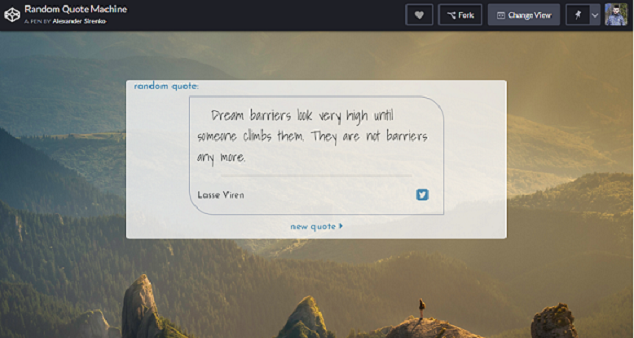 Random Quote Machine
A PEN BY Alexander Sirenko
Fork
Change View
random quote:
Dream barriers look very high until
someone climbs them. They are not barriers
any more.
Lasse Viren
new quote